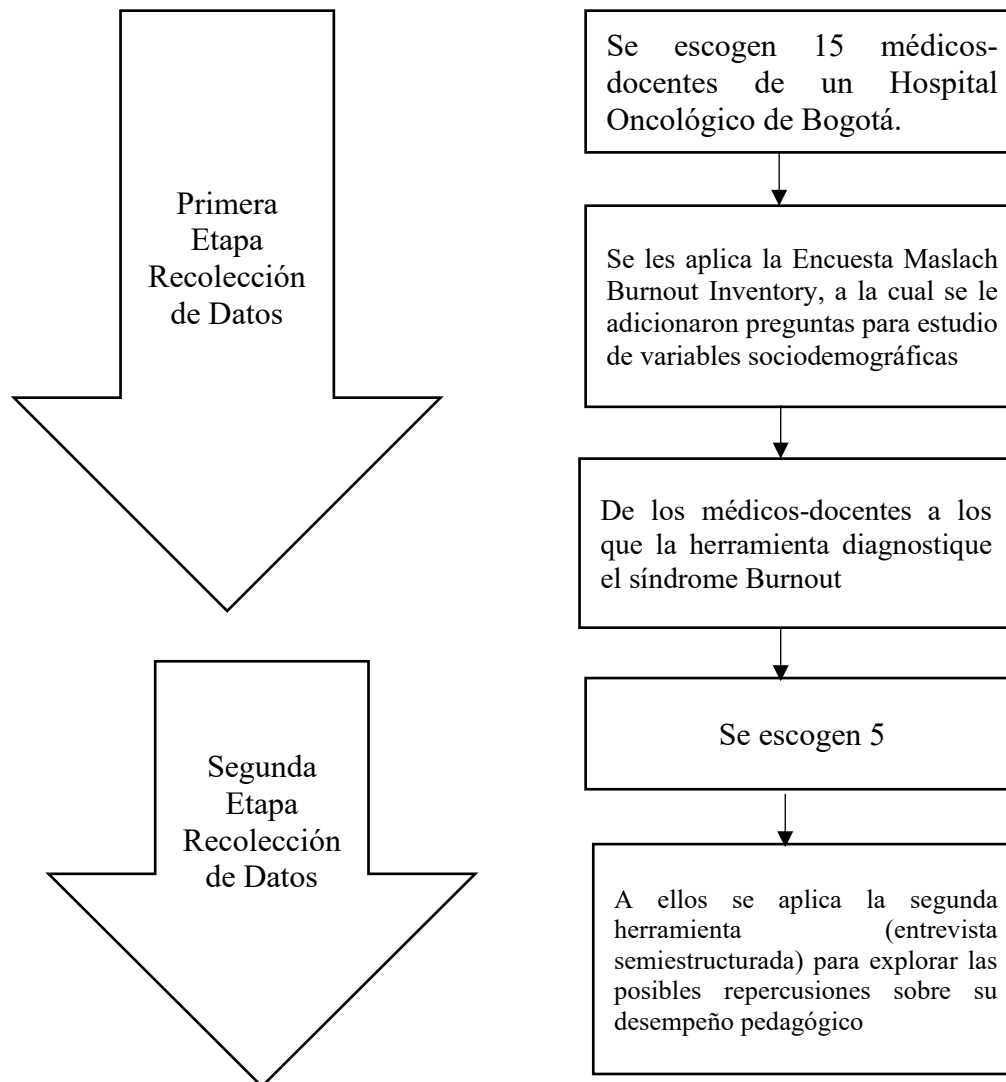 Primera
Etapa
Recolección
de Datos
Se escogen 15 médicos-
docentes de un Hospital
Oncológico de Bogotá.
Se les aplica la Encuesta Maslach
Burnout Inventory, a la cual se le
adicionaron preguntas para estudio
de variables sociodemográficas
De los médicos-docentes a los
que la herramienta diagnostique
el síndrome Burnout
Segunda
Etapa
Recolección
de Datos
Se escogen 5
A ellos se aplica la segunda
herramienta (entrevista
semiestructurada) para explorar las
posibles repercusiones sobre su
desempeño pedagógico